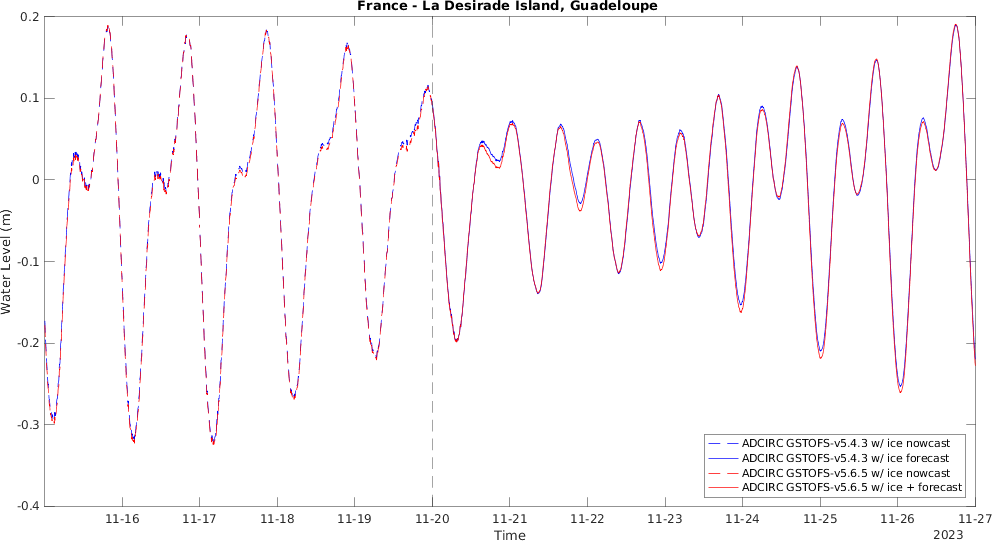 France - La Desirade Island, Guadeloupe
0.2
0.1
0
-0.1
-0.2
-0.3
-0.4
Water Level (m)
ADCIRC GSTOFS-v5.4.3 w/ ice nowcast
ADCIRC GSTOFS-v5.4.3 w/ ice forecast
ADCIRC GSTOFS-v5.6.5 w/ ice nowcast
ADCIRC GSTOFS-v5.6.5 w/ ice + forecast
11-16 11-17 11-18 11-19 11-20 11-21 11-22 11-23 11-24 11-25 11-26 11-27
Time
2023